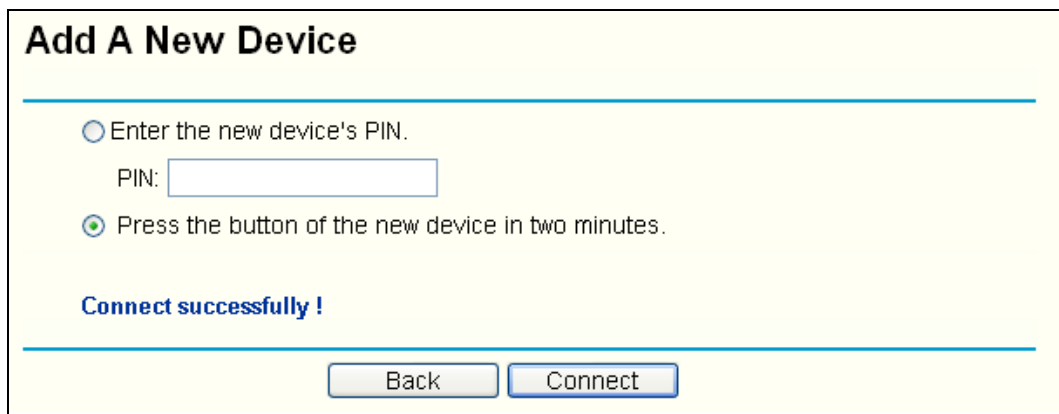 Add A New Device
Enter the new device's PIN.
PIN:
Press the button of the new device in two minutes.
Connect successfully !
Back Connect